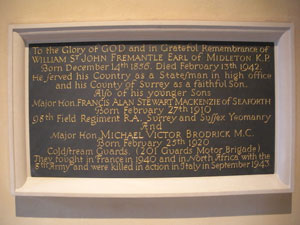 To the Glory of GOD and in Grateful Remembrance of
WILLIAM ST JOHN FREMANTLE EARL of MIDLETON K.P.
Born December 14th 1856. Died February 13th 1942.
He served his Country as a Statesman in high office
and his County of Surrey as a faithful Son.
Also of his younger Sons
Major Hon. FRANCIS ALAN STEWART MACKENZIE of SEAFORTH
Born February 27th 1910
98th Field Regiment R.A. Surrey and Sussex Yeomanry
And
Major Hon. MICHAEL VICTOR BRODRICK M.C.
Born February 25th 1920
Coldstream Guards. (201 Guards Motor Brigade)
They fought in France in 1940 and in North Africa with the
8th Army and were killed in action in Italy in September 1943